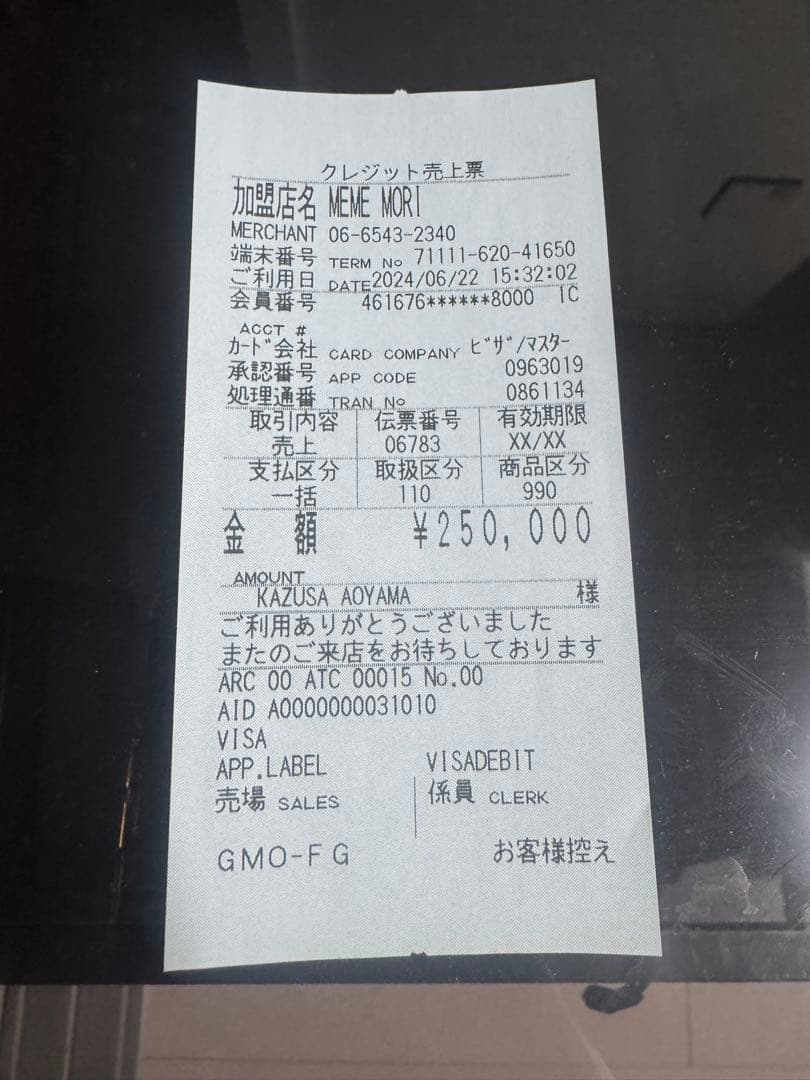 クレジット売上票
加盟店名 MEME MORI
MERCHANT 06-6543-2340
端末番号 TERM No 71111-620-41650
ご利用日 DATE 2024/06/22 15:32:02
会員番号 461676******8000 IC
ACCT #
カード会社 CARD COMPANY ビザ/マスター
承認番号 APP CODE 0963019
処理通番 TRAN No 0861134
取引内容 伝票番号 有効期限
売上 06783 XX/XX
支払区分 取扱区分 商品区分
一括 110 990
金 額 ¥250,000
AMOUNT
KAZUSA AOYAMA 様
ご利用ありがとうございました
またのご来店をお待ちしております
ARC 00 ATC 00015 No.00
AID A0000000031010
VISA
APP.LABEL VISADEBIT
売場 SALES 係員 CLERK
GMO-FG お客様控え